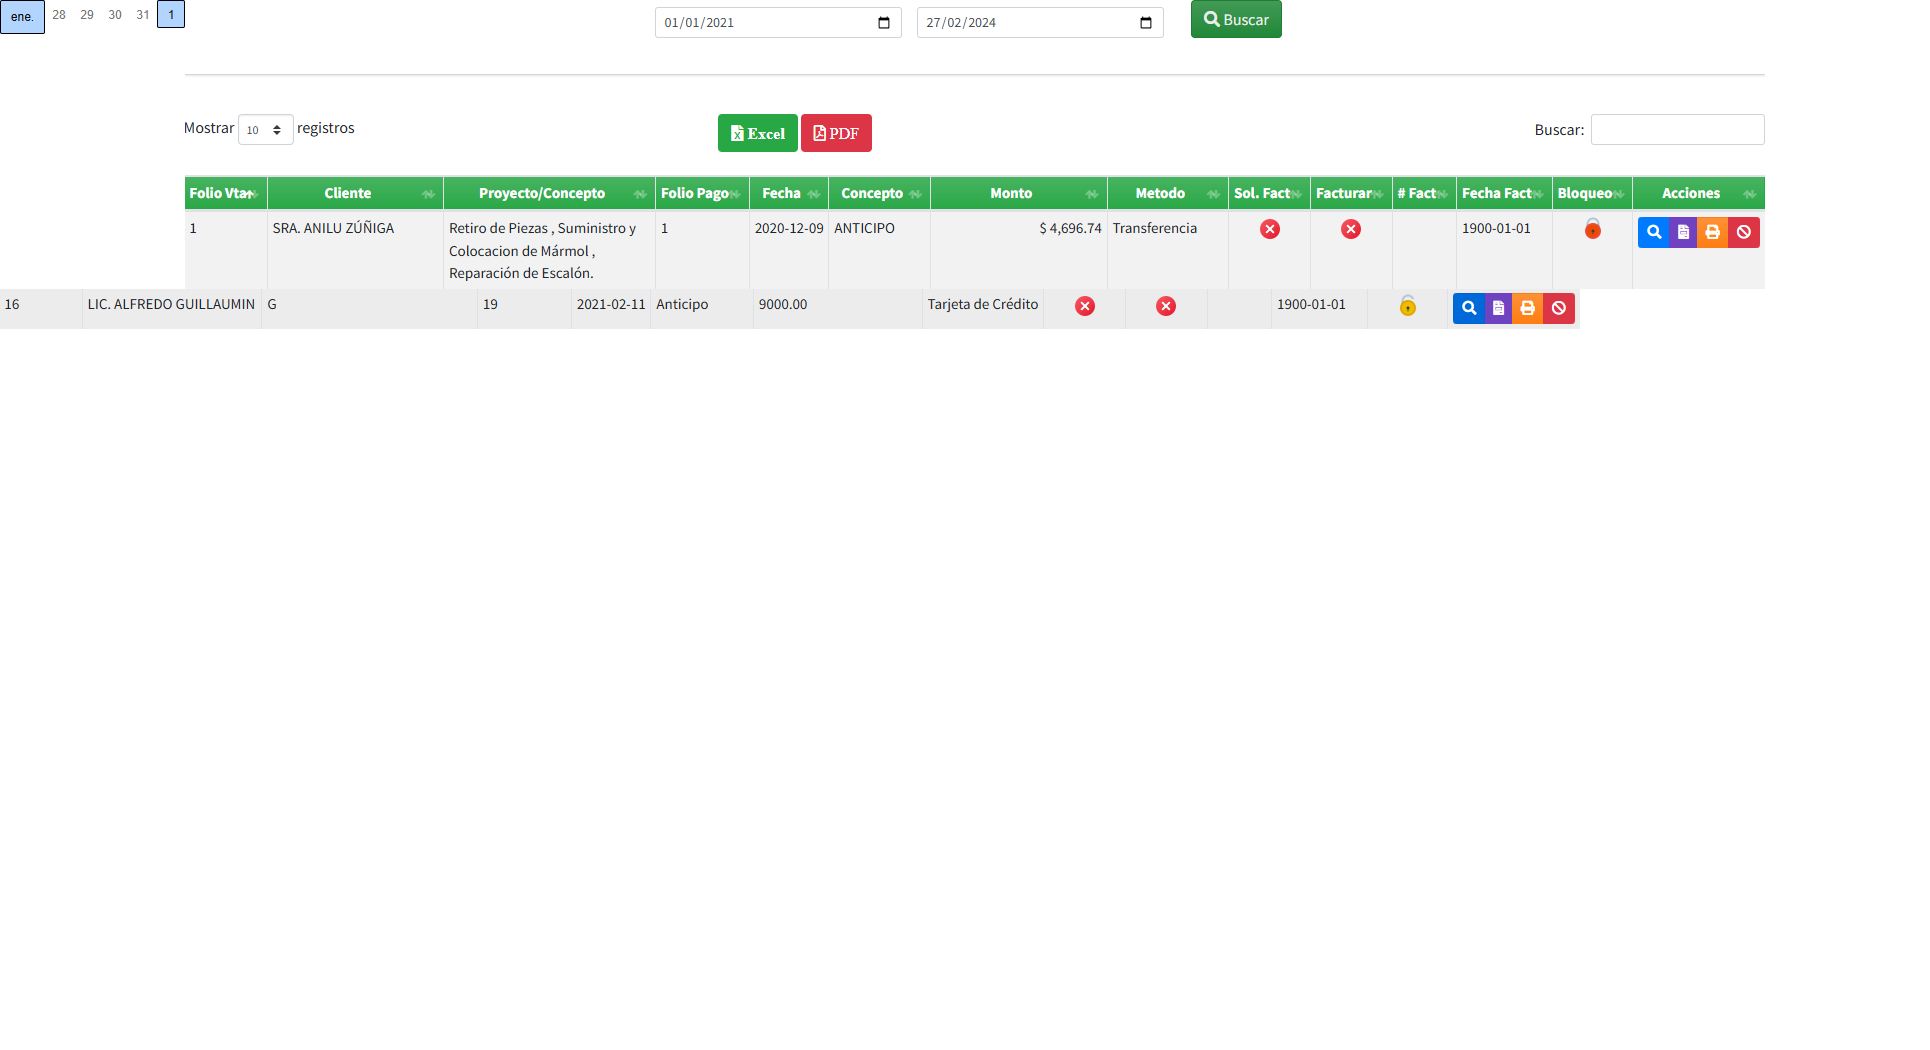 ene. 28 29 30 31 1 01/01/2021 27/02/2024 Buscar
Mostrar 10 registros Excel PDF Buscar:
Folio Vta Cliente Proyecto/Concepto Folio Pago Fecha Concepto Monto Metodo Sol. Fact Facturar # Fact Fecha Fact Bloqueo Acciones
1 SRA. ANILU ZÚÑIGA Retiro de Piezas , Suministro y 1 2020-12-09 ANTICIPO $ 4,696.74 Transferencia 1900-01-01
Colocacion de Mármol ,
Reparación de Escalón.
16 LIC. ALFREDO GUILLAUMIN G 19 2021-02-11 Anticipo 9000.00 Tarjeta de Crédito 1900-01-01